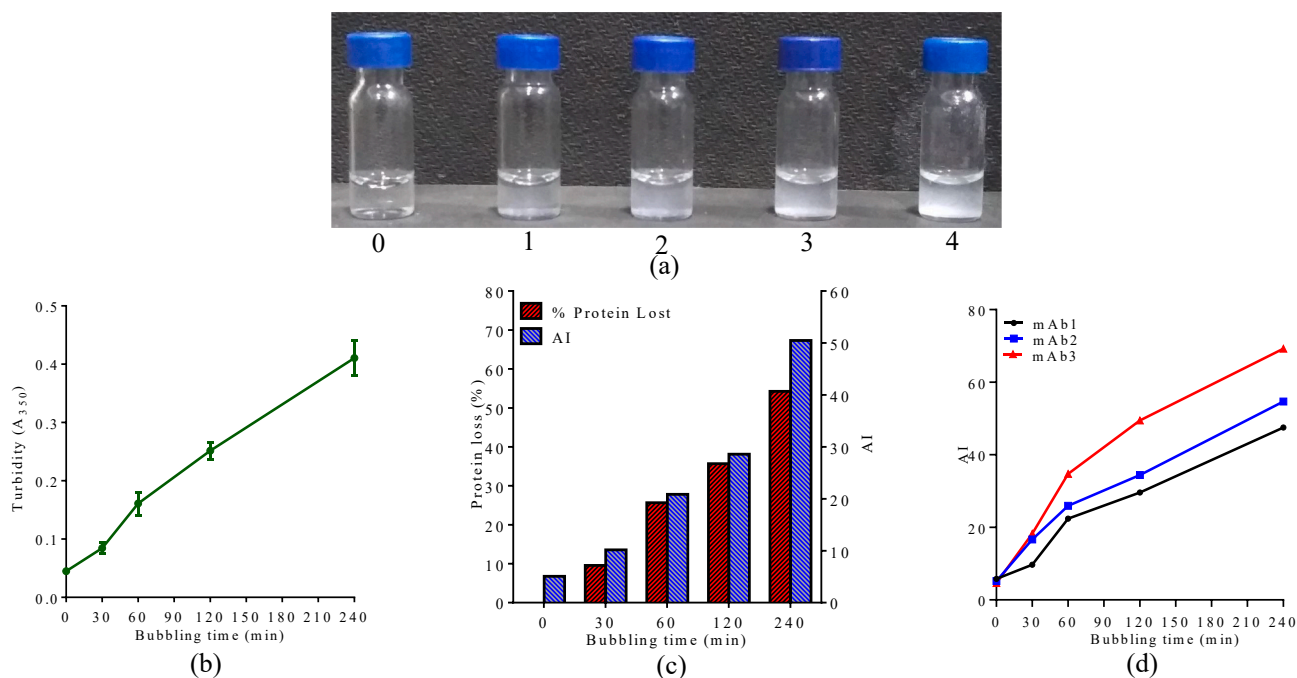 0 1 2 3 4
(a)
0.5
0.4
0.3
0.2
0.1
0.0
Turbidity (A350)
0 30 60 90 120 150 180 210 240
Bubbling time (min)
(b)
80
70
60
50
40
30
20
10
0
Protein loss (%)
% Protein Lost
AI
60
50
40
30
20
10
0
AI
0 30 60 120 240
Bubbling time (min)
(c)
80
60
40
20
0
AI
mAb1
mAb2
mAb3
0 30 60 90 120 150 180 210 240
Bubbling time (min)
(d)